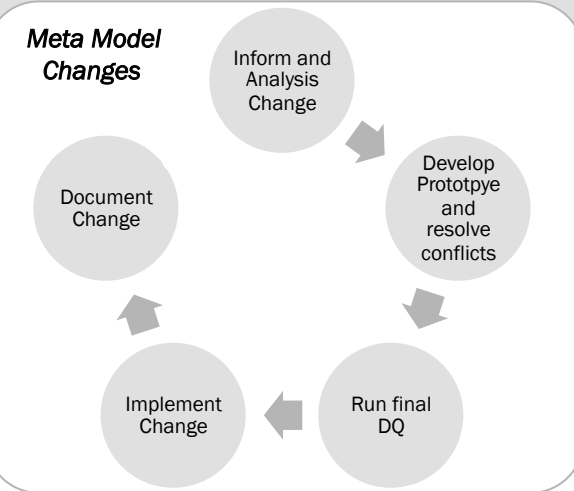 Meta Model
Changes
Inform and
Analysis
Change
Develop
Prototpye
and
resolve
conflicts
Run final
DQ
Implement
Change
Document
Change